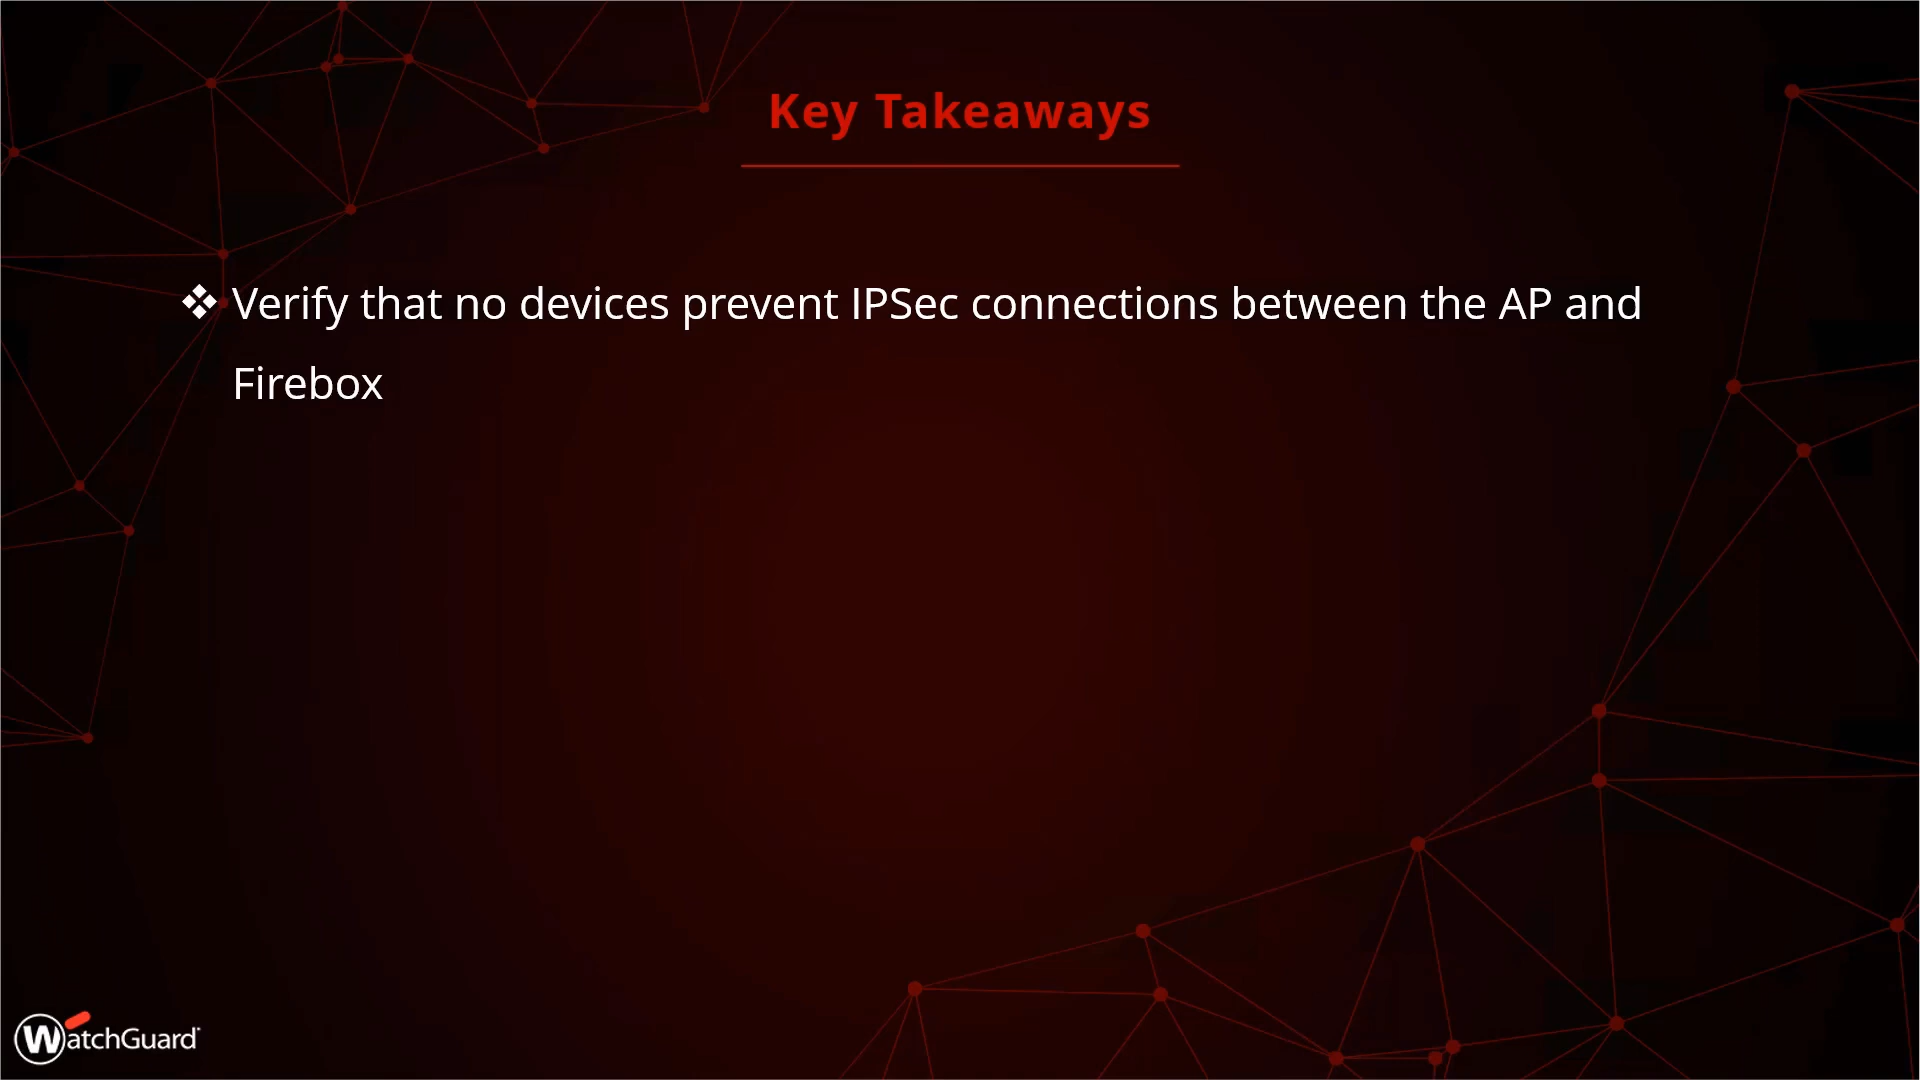 Key Takeaways
❖ Verify that no devices prevent IPSec connections between the AP and
Firebox
WatchGuard